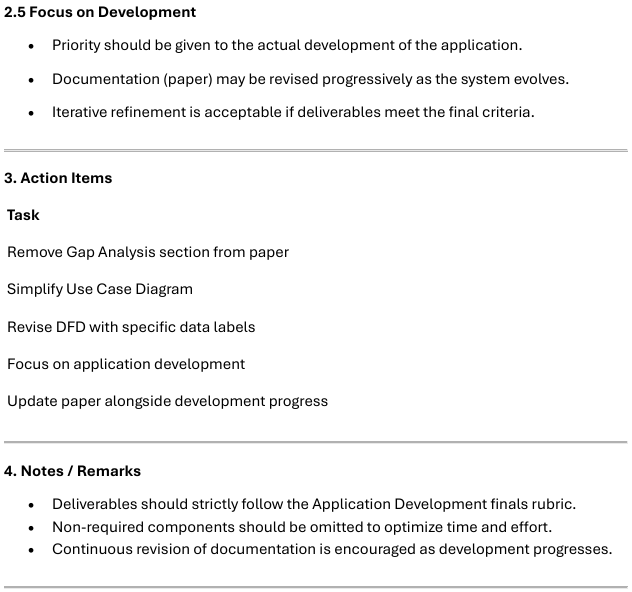 2.5 Focus on Development
• Priority should be given to the actual development of the application.
• Documentation (paper) may be revised progressively as the system evolves.
• Iterative refinement is acceptable if deliverables meet the final criteria.
3. Action Items
Task
Remove Gap Analysis section from paper
Simplify Use Case Diagram
Revise DFD with specific data labels
Focus on application development
Update paper alongside development progress
4. Notes / Remarks
• Deliverables should strictly follow the Application Development finals rubric.
• Non-required components should be omitted to optimize time and effort.
• Continuous revision of documentation is encouraged as development progresses.